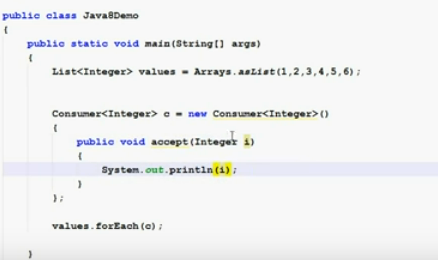 public class Java8Demo
{
public static void main(String[] args)
{
List<Integer> values = Arrays.asList(1,2,3,4,5,6);
Consumer<Integer> c = new Consumer<Integer>()
{
public void accept(Integer i)
{
System.out.println(i);
}
};
values.forEach(c);
}